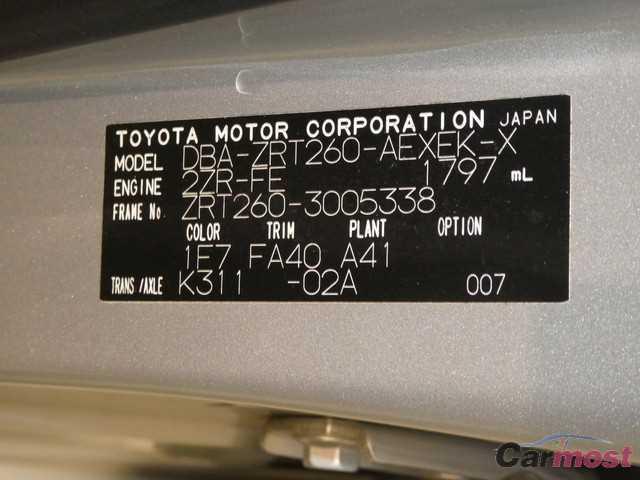 TOYOTA MOTOR CORPORATION JAPAN
MODEL DBA-ZRT260-AEXEK-X
ENGINE 2ZR-FE 1797 mL
FRAME No ZRT260-3005338
COLOR TRIM PLANT OPTION
1E7 FA40 A41
TRANS/AXLE K311 -02A 007
Carmost